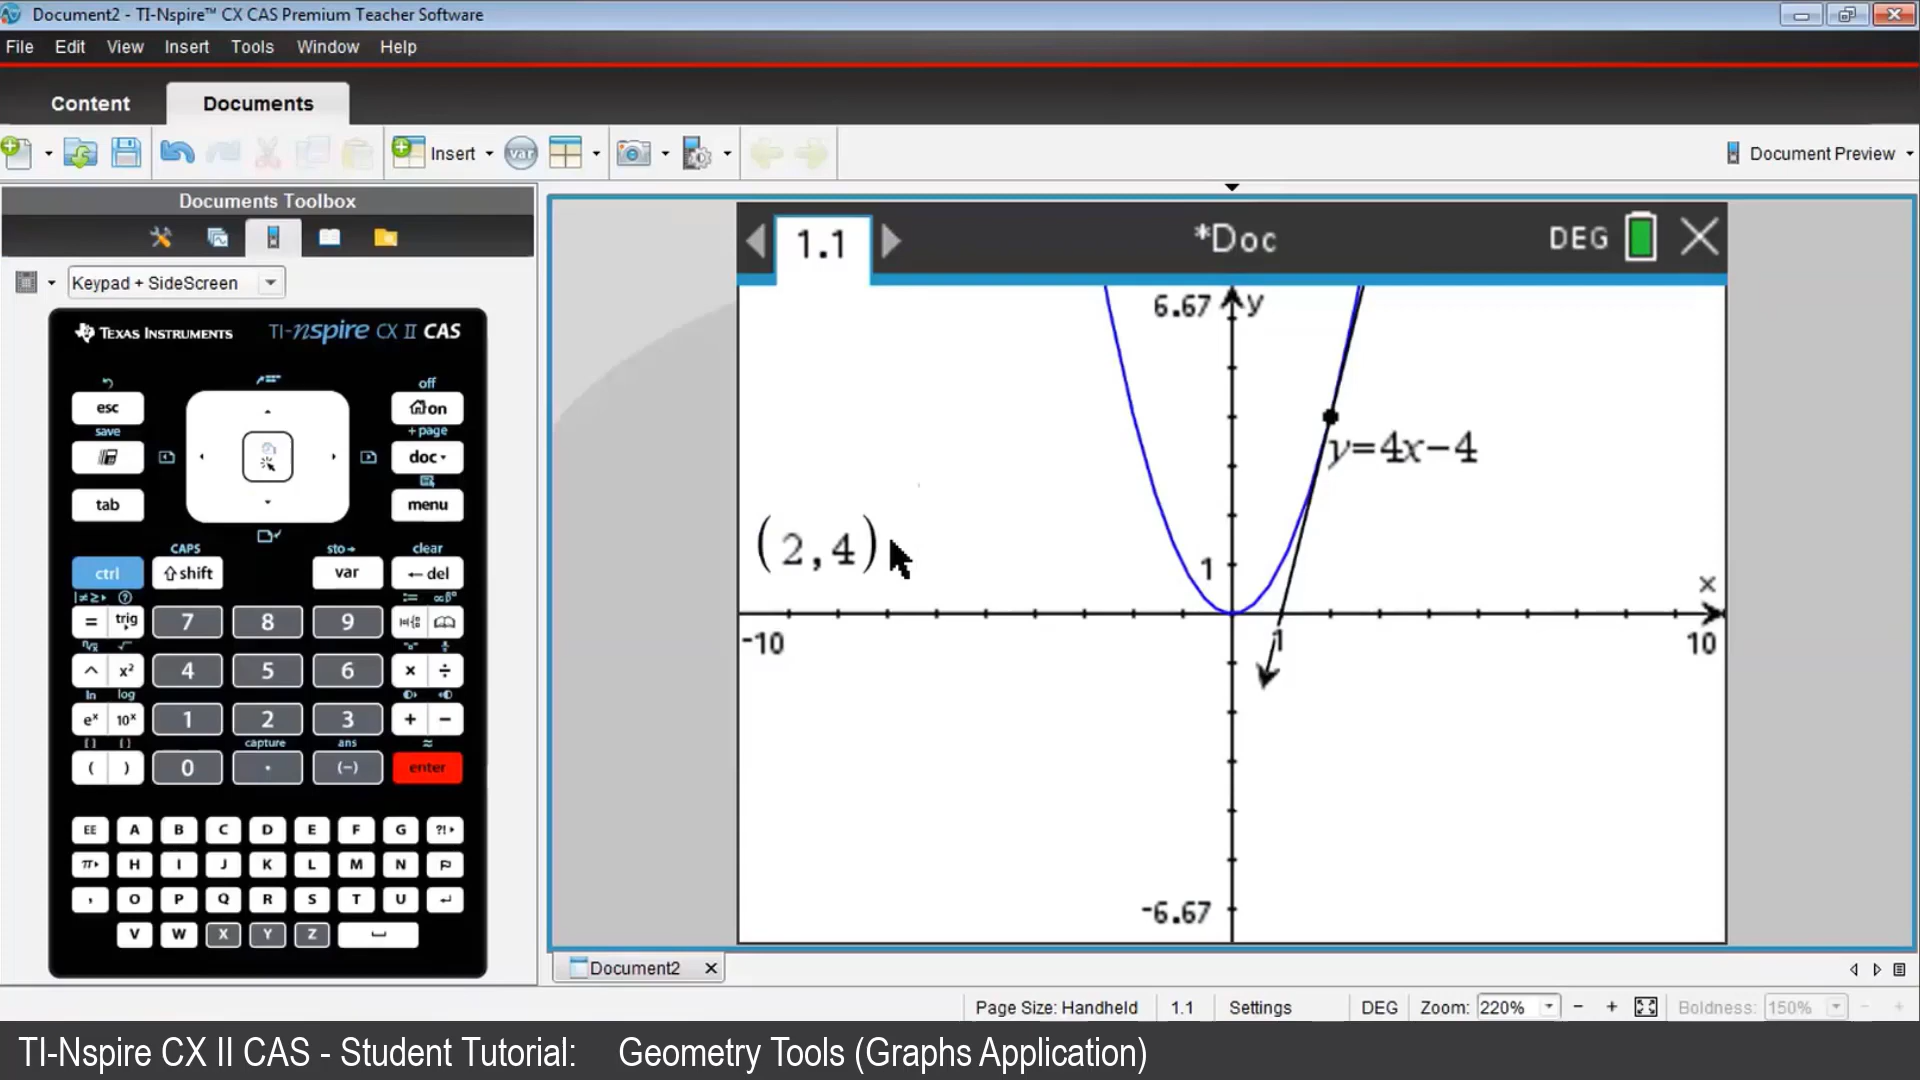 Document2 - TI-Nspire™ CX CAS Premium Teacher Software
File Edit View Insert Tools Window Help
Content Documents
Insert var Document Preview
Documents Toolbox
Keypad + SideScreen
TEXAS INSTRUMENTS TI-nspire CX II CAS
off
esc on
save + page
doc
tab menu
CAPS sto→ clear
ctrl shift var ←del
= trig 7 8 9
^ x² 4 5 6 × ÷
ln log
eˣ 10ˣ 1 2 3 + −
capture ans ≈
( ) 0 . (−) enter
EE A B C D E F G ?!
π H I J K L M N
, O P Q R S T U
V W X Y Z
1.1 *Doc DEG
6.67 y
y=4x−4
(2,4)
1 x
-10 1 10
-6.67
Document2
Page Size: Handheld 1.1 Settings DEG Zoom: 220% − + Boldness: 150% − +
TI-Nspire CX II CAS - Student Tutorial: Geometry Tools (Graphs Application)